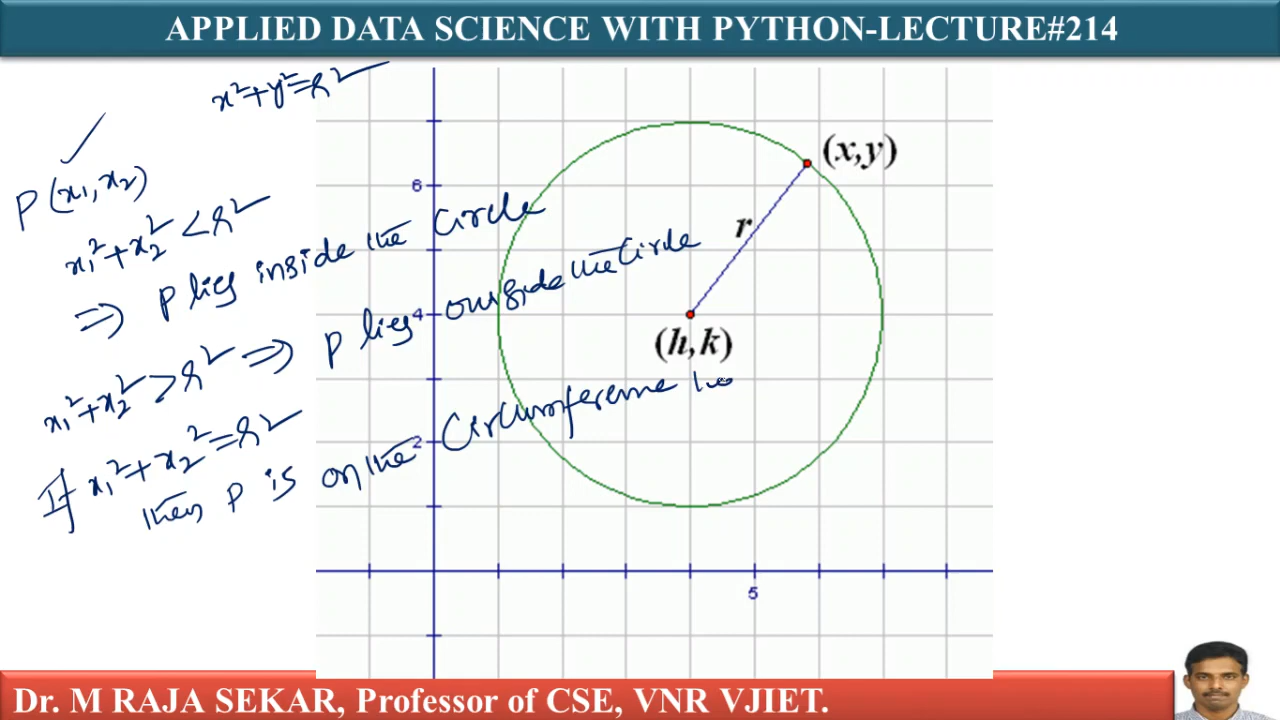 APPLIED DATA SCIENCE WITH PYTHON-LECTURE#214
x²+y²=r²
P(x₁, x₂)
x₁²+x₂²<r²
⇒ P lies inside the Circle
x₁²+x₂²>r² ⇒ P lies outside the Circle
If x₁²+x₂²=r²
then P is on the Circumference
(x,y)
r
(h,k)
6
4
2
5
Dr. M RAJA SEKAR, Professor of CSE, VNR VJIET.